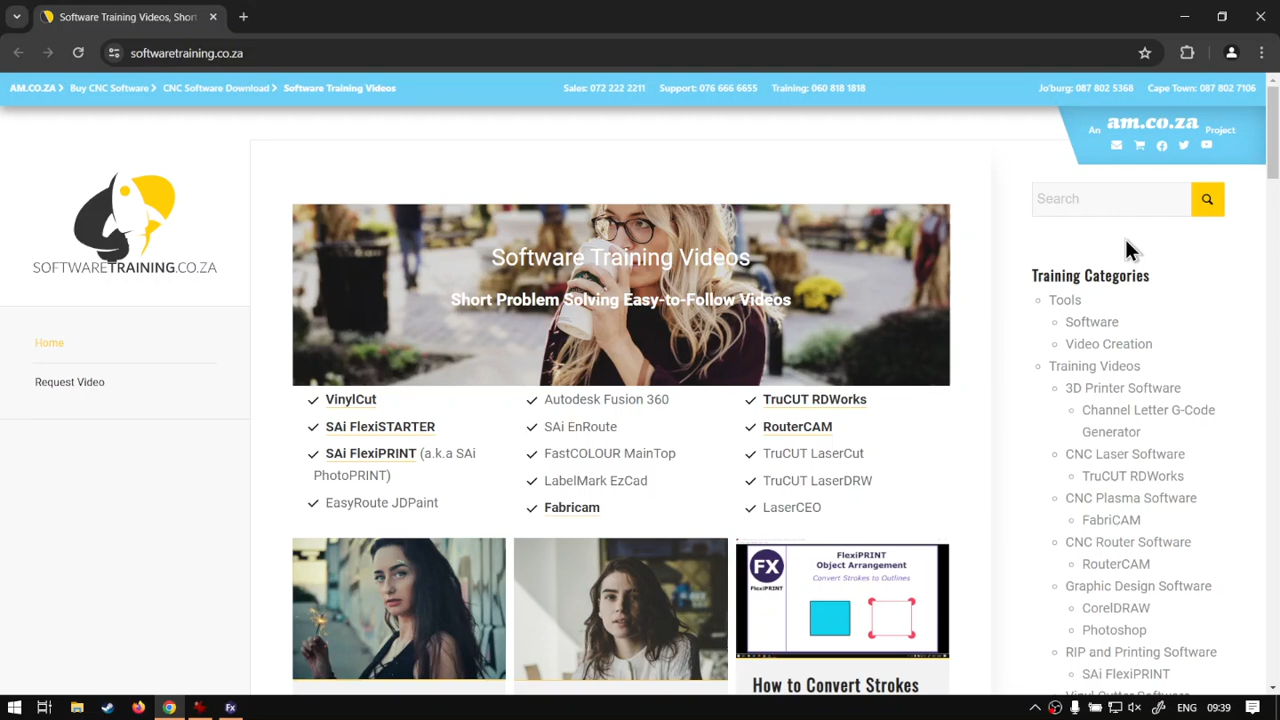 Software Training Videos, Short
softwaretraining.co.za
AM.CO.ZA
Buy CNC Software
CNC Software Download
Software Training Videos
Sales: 072 222 2211
Support: 076 666 6655
Training: 060 818 1818
Jo'burg: 087 802 5368
Cape Town: 087 802 7106
An am.co.za Project
SOFTWARETRAINING.CO.ZA
Home
Request Video
Software Training Videos
Short Problem Solving Easy-to-Follow Videos
VinylCut
SAi FlexiSTARTER
SAi FlexiPRINT (a.k.a SAi
PhotoPRINT)
EasyRoute JDPaint
Autodesk Fusion 360
SAi EnRoute
FastCOLOUR MainTop
LabelMark EzCad
Fabricam
TruCUT RDWorks
RouterCAM
TruCUT LaserCut
TruCUT LaserDRW
LaserCEO
FX
FlexiPRINT
FlexiPRINT
Object Arrangement
Convert Strokes to Outlines
How to Convert Strokes
Search
Training Categories
Tools
Software
Video Creation
Training Videos
3D Printer Software
Channel Letter G-Code
Generator
CNC Laser Software
TruCUT RDWorks
CNC Plasma Software
FabriCAM
CNC Router Software
RouterCAM
Graphic Design Software
CorelDRAW
Photoshop
RIP and Printing Software
SAi FlexiPRINT
Vinyl Cutter Software
FX
ENG
09:39